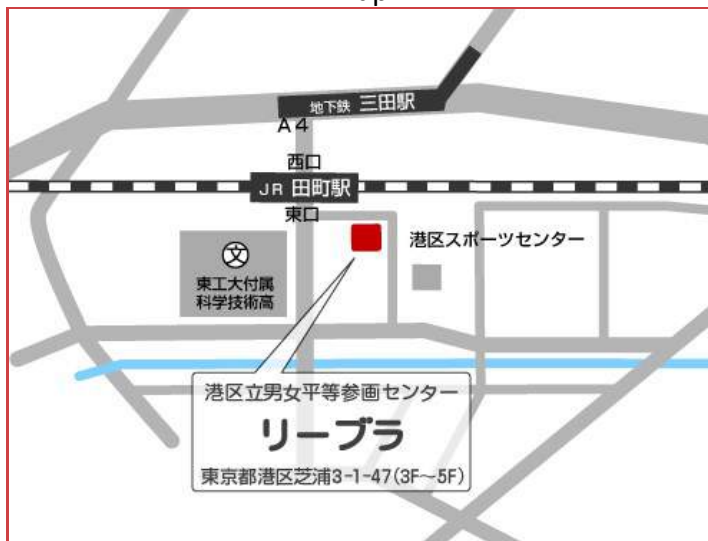 地下鉄 三田駅
A4
西口
JR 田町駅
東口
港区スポーツセンター
文
東工大付属
科学技術高
港区立男女平等参画センター
リーブラ
東京都港区芝浦3-1-47(3F～5F)